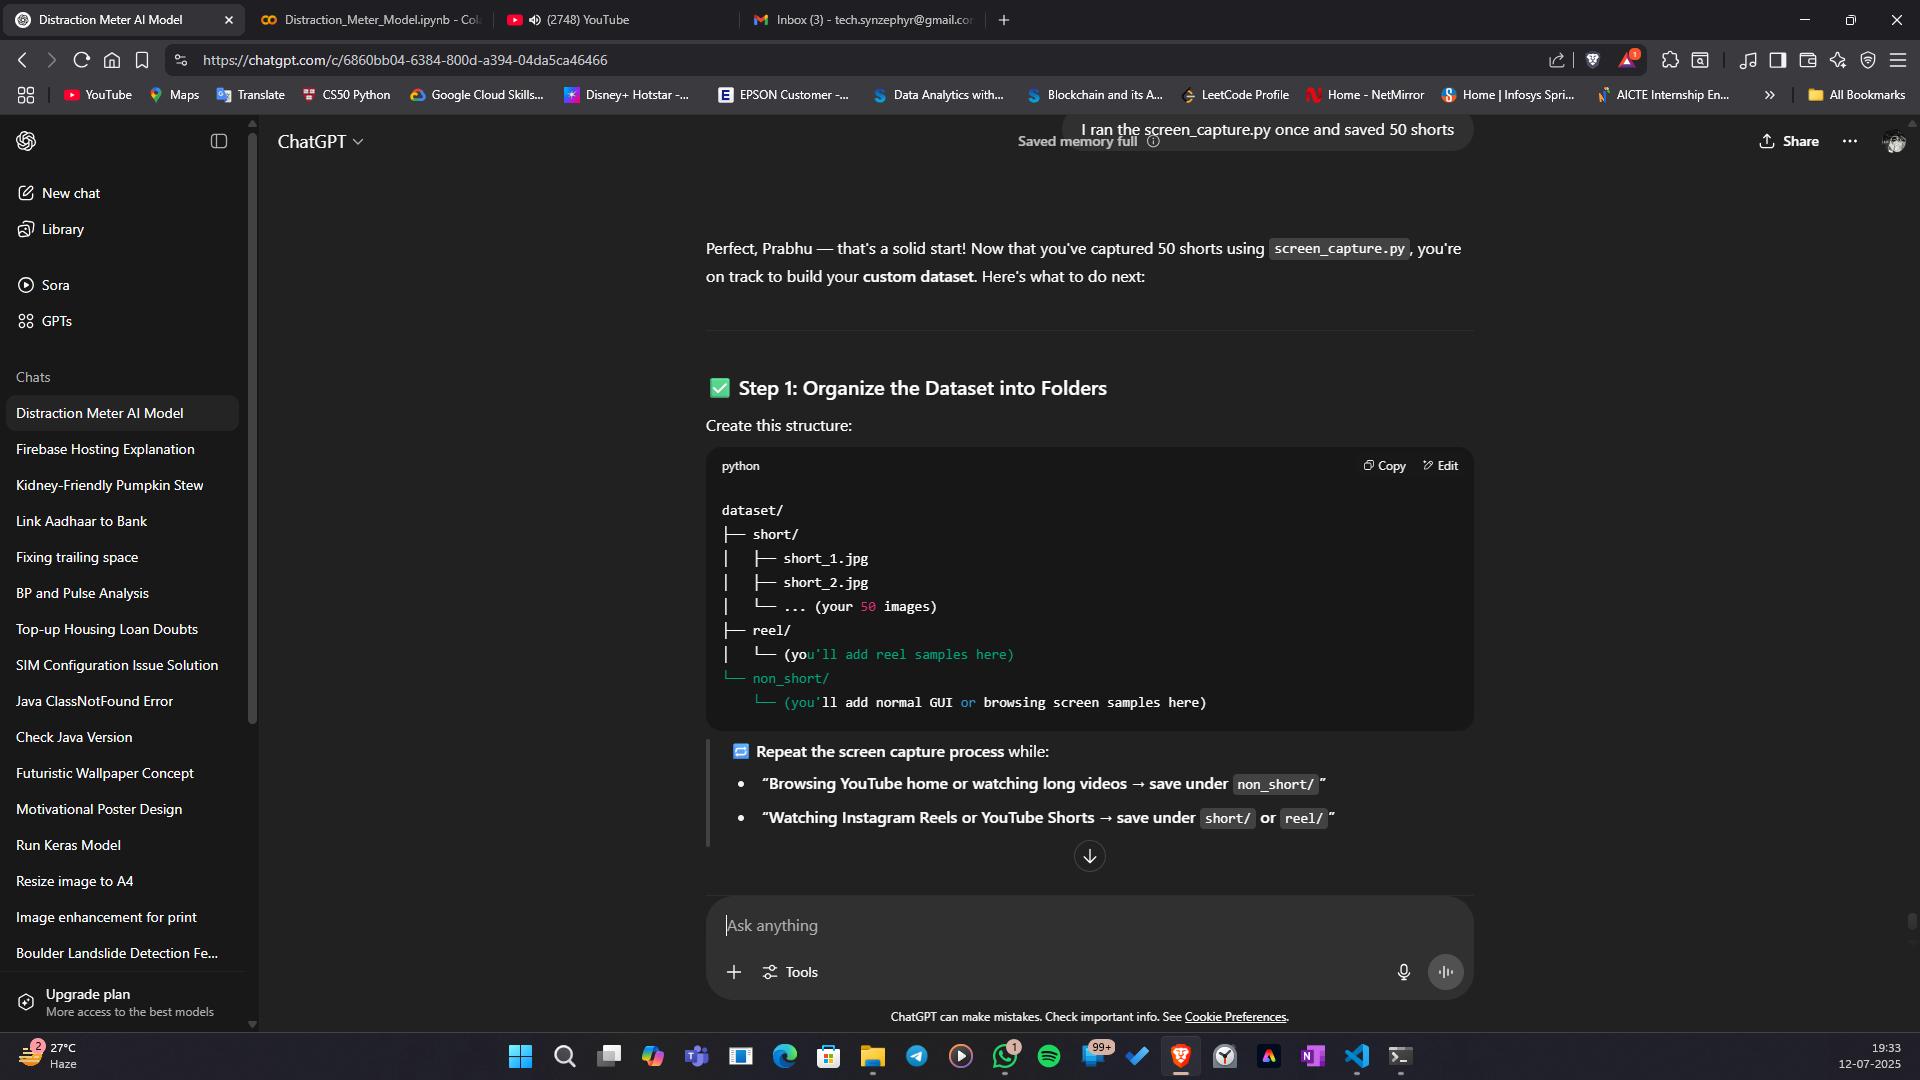 Distraction Meter AI Model
Distraction_Meter_Model.ipynb - Col
(2748) YouTube
Inbox (3) - tech.synzephyr@gmail.co
https://chatgpt.com/c/6860bb04-6384-800d-a394-04da5ca46466
1
YouTube
Maps
Translate
CS50 Python
Google Cloud Skills...
Disney+ Hotstar -...
EPSON Customer -...
Data Analytics with...
Blockchain and its A...
LeetCode Profile
Home - NetMirror
Home | Infosys Spri...
AICTE Internship En...
All Bookmarks
ChatGPT
Saved memory full
I ran the screen_capture.py once and saved 50 shorts
Share
New chat
Library
Sora
GPTs
Chats
Distraction Meter AI Model
Firebase Hosting Explanation
Kidney-Friendly Pumpkin Stew
Link Aadhaar to Bank
Fixing trailing space
BP and Pulse Analysis
Top-up Housing Loan Doubts
SIM Configuration Issue Solution
Java ClassNotFound Error
Check Java Version
Futuristic Wallpaper Concept
Motivational Poster Design
Run Keras Model
Resize image to A4
Image enhancement for print
Boulder Landslide Detection Fe...
Upgrade plan
More access to the best models
Perfect, Prabhu — that's a solid start! Now that you've captured 50 shorts using screen_capture.py, you're
on track to build your custom dataset. Here's what to do next:
✅ Step 1: Organize the Dataset into Folders
Create this structure:
python
Copy
Edit
dataset/
├── short/
│   ├── short_1.jpg
│   ├── short_2.jpg
│   └── ... (your 50 images)
├── reel/
│   └── (you'll add reel samples here)
└── non_short/
    └── (you'll add normal GUI or browsing screen samples here)
🔁 Repeat the screen capture process while:
• “Browsing YouTube home or watching long videos → save under non_short/”
• “Watching Instagram Reels or YouTube Shorts → save under short/ or reel/”
Ask anything
Tools
ChatGPT can make mistakes. Check important info. See Cookie Preferences.
2
27°C
Haze
1
99+
19:33
12-07-2025